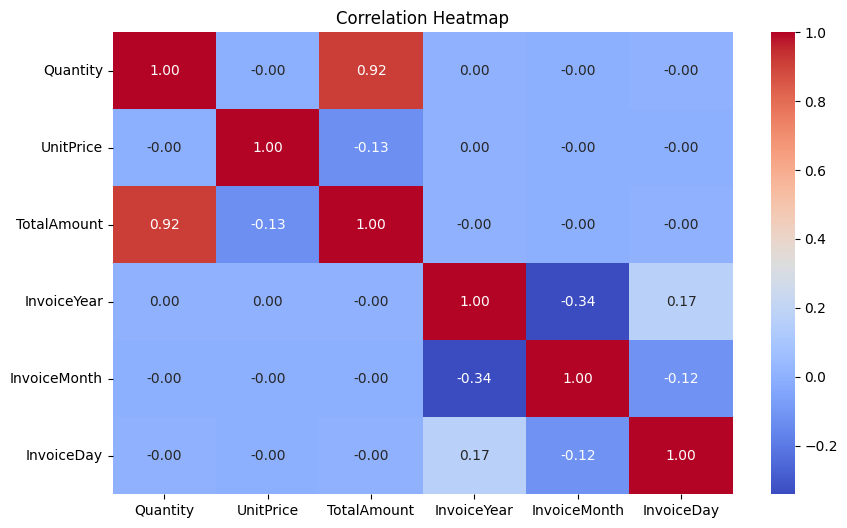 Correlation Heatmap
Quantity 1.00 -0.00 0.92 0.00 -0.00 -0.00
UnitPrice -0.00 1.00 -0.13 0.00 -0.00 -0.00
TotalAmount 0.92 -0.13 1.00 -0.00 -0.00 -0.00
InvoiceYear 0.00 0.00 -0.00 1.00 -0.34 0.17
InvoiceMonth -0.00 -0.00 -0.00 -0.34 1.00 -0.12
InvoiceDay -0.00 -0.00 -0.00 0.17 -0.12 1.00
Quantity UnitPrice TotalAmount InvoiceYear InvoiceMonth InvoiceDay
1.0
0.8
0.6
0.4
0.2
0.0
−0.2